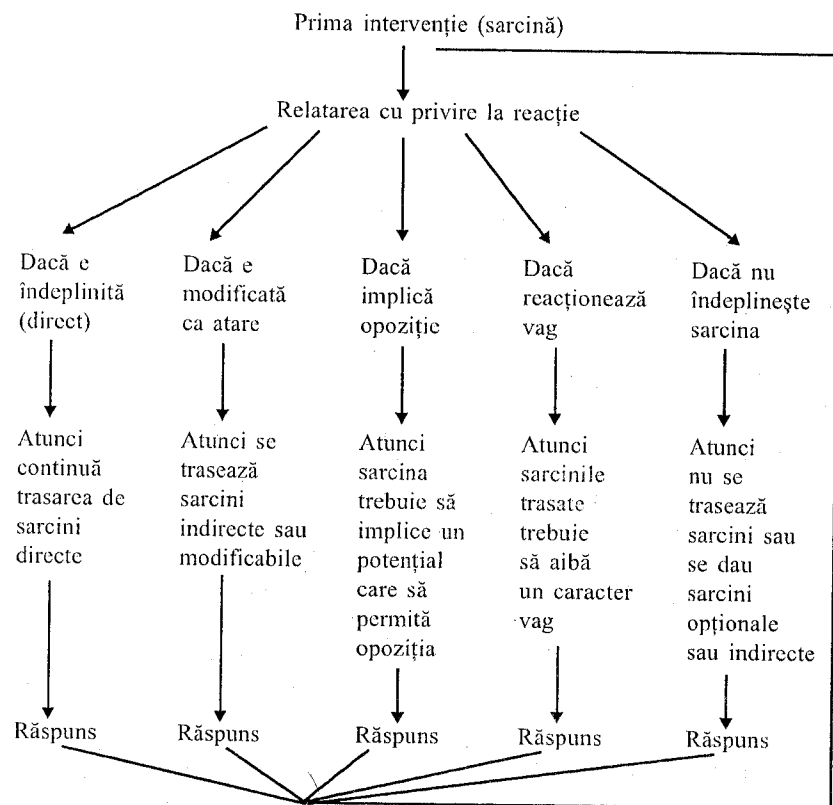 Prima intervenție (sarcină)
Relatarea cu privire la reacție
Dacă e
îndeplinită
(direct)
Dacă e
modificată
ca atare
Dacă
implică
opoziție
Dacă
reacționează
vag
Dacă nu
îndeplinește
sarcina
Atunci
continuă
trasarea de
sarcini
directe
Atunci se
trasează
sarcini
indirecte sau
modificabile
Atunci
sarcina
trebuie să
implice un
potențial
care să
permită
opoziția
Atunci
sarcinile
trasate
trebuie
să aibă
un caracter
vag
Atunci
nu se
trasează
sarcini sau
se dau
sarcini
opționale
sau indirecte
Răspuns
Răspuns
Răspuns
Răspuns
Răspuns